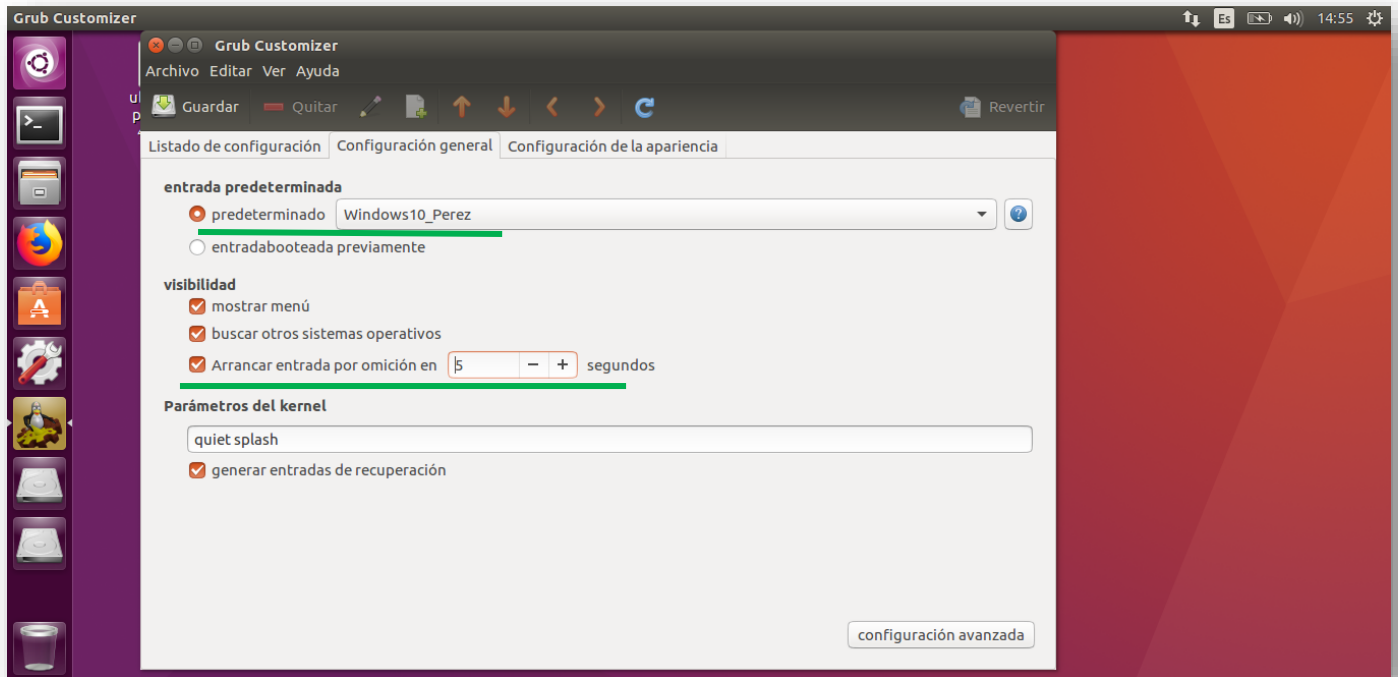 Grub Customizer
Es
14:55
Grub Customizer
Archivo Editar Ver Ayuda
Guardar Quitar Revertir
Listado de configuración Configuración general Configuración de la apariencia
entrada predeterminada
predeterminado Windows10_Perez
entradabooteada previamente
visibilidad
mostrar menú
buscar otros sistemas operativos
Arrancar entrada por omición en 5 segundos
Parámetros del kernel
quiet splash
generar entradas de recuperación
configuración avanzada